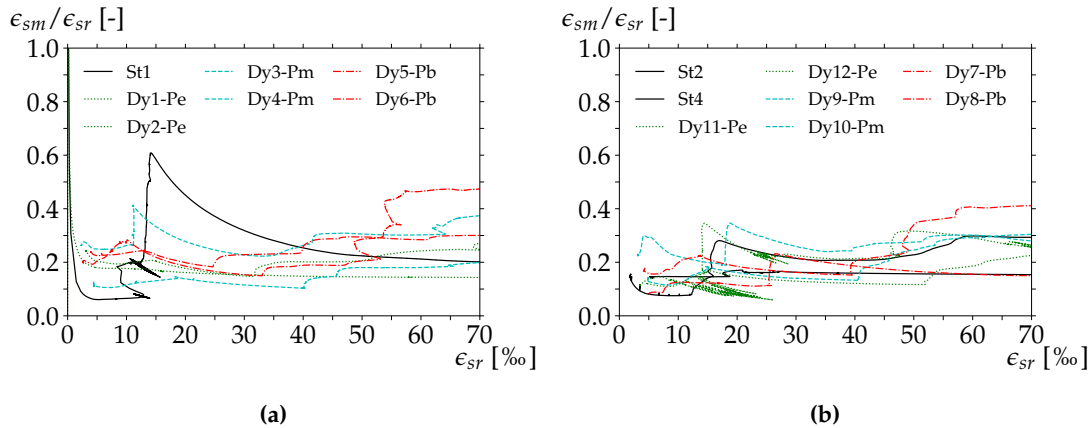 ϵsm/ϵsr [-]
1.0
0.8
0.6
0.4
0.2
0.0
0 10 20 30 40 50 60 70
ϵsr [‰]
St1
Dy1-Pe
Dy2-Pe
Dy3-Pm
Dy4-Pm
Dy5-Pb
Dy6-Pb
(a)
ϵsm/ϵsr [-]
1.0
0.8
0.6
0.4
0.2
0.0
0 10 20 30 40 50 60 70
ϵsr [‰]
St2
St4
Dy11-Pe
Dy12-Pe
Dy9-Pm
Dy10-Pm
Dy7-Pb
Dy8-Pb
(b)